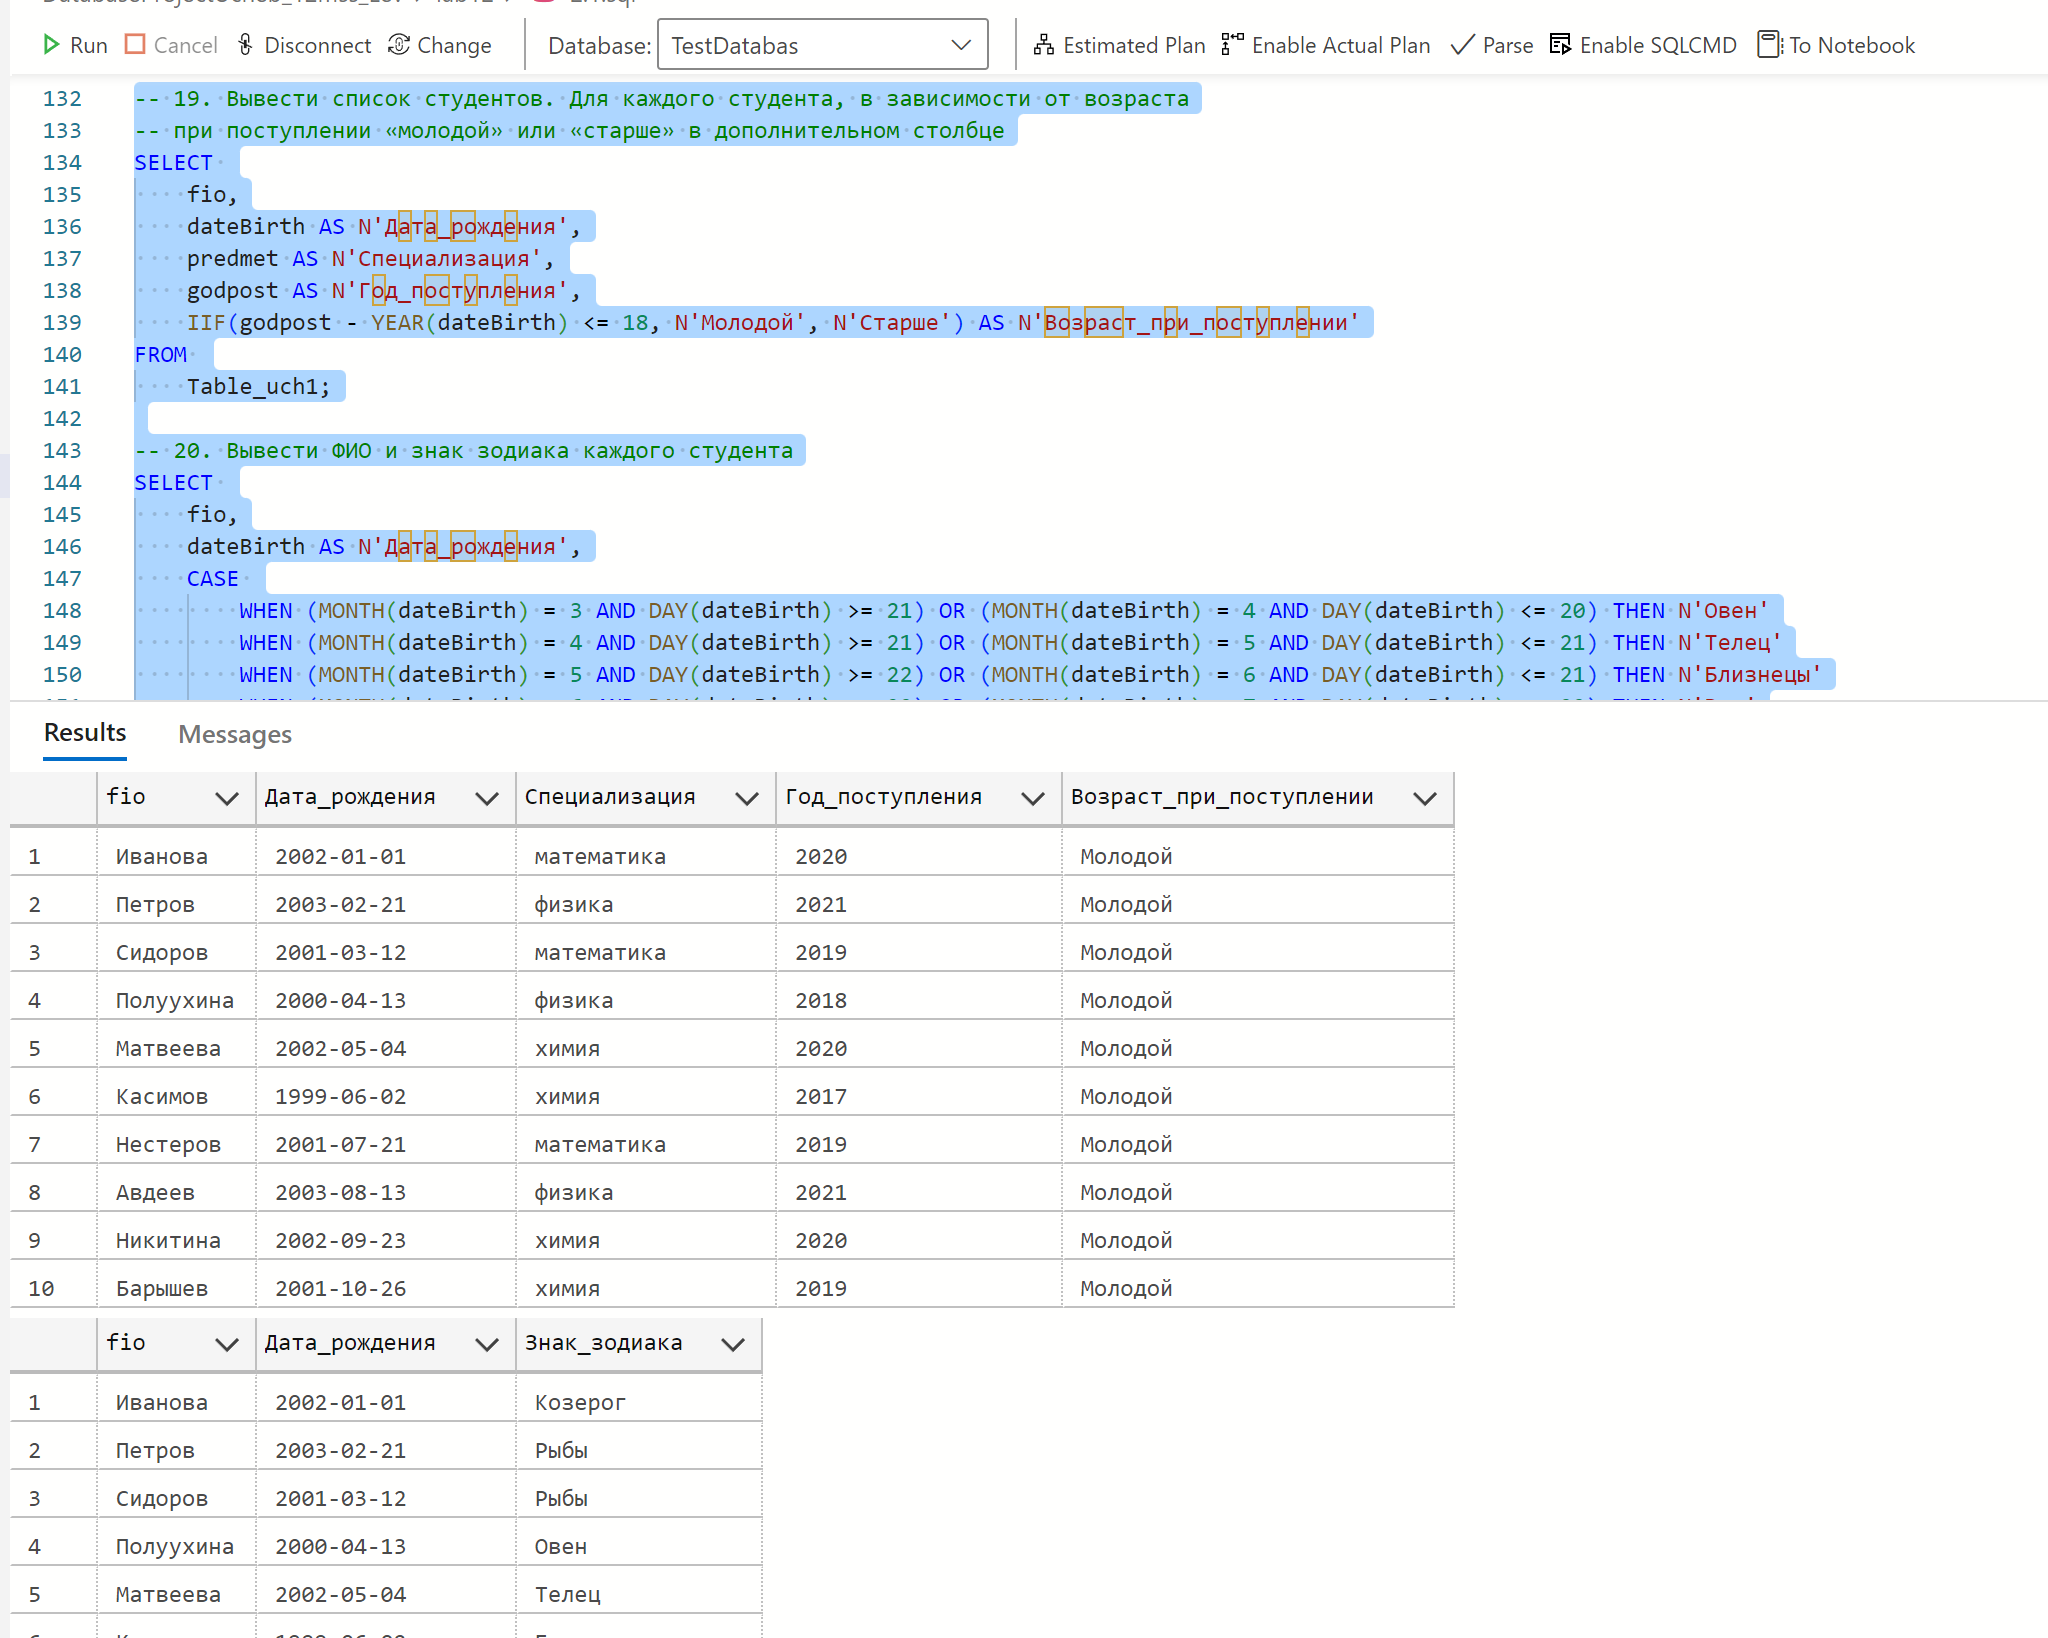 Run Cancel Disconnect Change Database: TestDatabas Estimated Plan Enable Actual Plan Parse Enable SQLCMD To Notebook
132 -- 19. Вывести список студентов. Для каждого студента, в зависимости от возраста
133 -- при поступлении «молодой» или «старше» в дополнительном столбце
134 SELECT
135 fio,
136 dateBirth AS N'Дата_рождения',
137 predmet AS N'Специализация',
138 godpost AS N'Год_поступления',
139 IIF(godpost - YEAR(dateBirth) <= 18, N'Молодой', N'Старше') AS N'Возраст_при_поступлении'
140 FROM
141 Table_uch1;
142
143 -- 20. Вывести ФИО и знак зодиака каждого студента
144 SELECT
145 fio,
146 dateBirth AS N'Дата_рождения',
147 CASE
148 WHEN (MONTH(dateBirth) = 3 AND DAY(dateBirth) >= 21) OR (MONTH(dateBirth) = 4 AND DAY(dateBirth) <= 20) THEN N'Овен'
149 WHEN (MONTH(dateBirth) = 4 AND DAY(dateBirth) >= 21) OR (MONTH(dateBirth) = 5 AND DAY(dateBirth) <= 21) THEN N'Телец'
150 WHEN (MONTH(dateBirth) = 5 AND DAY(dateBirth) >= 22) OR (MONTH(dateBirth) = 6 AND DAY(dateBirth) <= 21) THEN N'Близнецы'
Results Messages
fio Дата_рождения Специализация Год_поступления Возраст_при_поступлении
1 Иванова 2002-01-01 математика 2020 Молодой
2 Петров 2003-02-21 физика 2021 Молодой
3 Сидоров 2001-03-12 математика 2019 Молодой
4 Полуухина 2000-04-13 физика 2018 Молодой
5 Матвеева 2002-05-04 химия 2020 Молодой
6 Касимов 1999-06-02 химия 2017 Молодой
7 Нестеров 2001-07-21 математика 2019 Молодой
8 Авдеев 2003-08-13 физика 2021 Молодой
9 Никитина 2002-09-23 химия 2020 Молодой
10 Барышев 2001-10-26 химия 2019 Молодой
fio Дата_рождения Знак_зодиака
1 Иванова 2002-01-01 Козерог
2 Петров 2003-02-21 Рыбы
3 Сидоров 2001-03-12 Рыбы
4 Полуухина 2000-04-13 Овен
5 Матвеева 2002-05-04 Телец